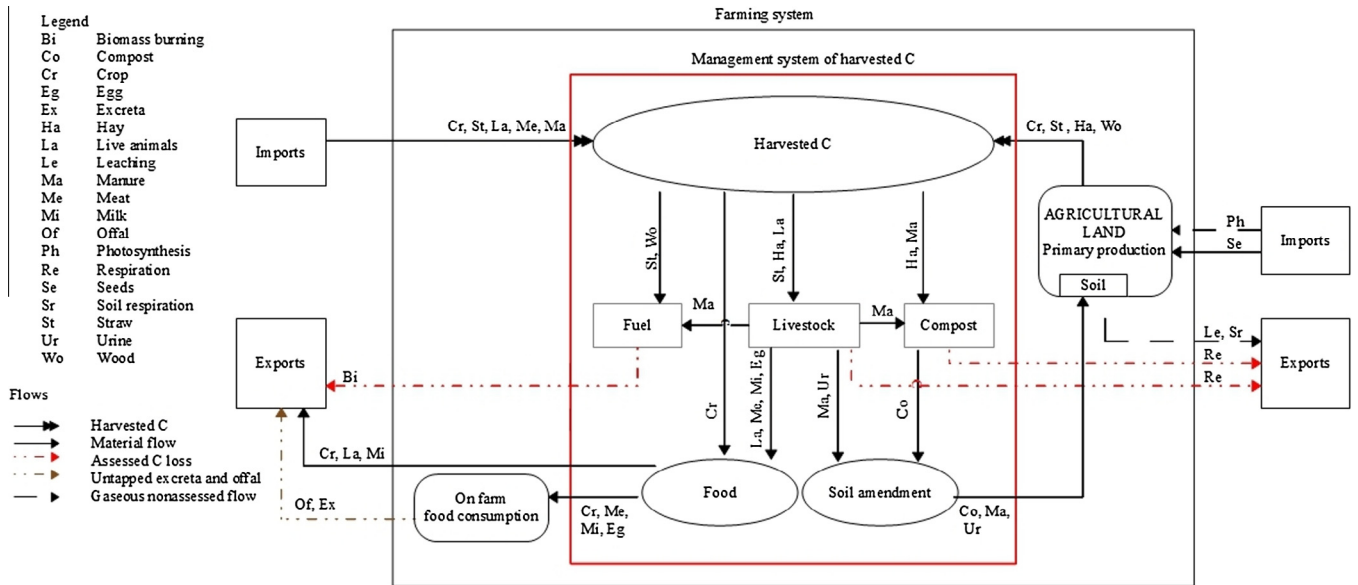 Farming system
Legend
Bi Biomass burning
Co Compost
Cr Crop
Eg Egg
Ex Excreta
Ha Hay
La Live animals
Le Leaching
Ma Manure
Me Meat
Mi Milk
Of Offal
Ph Photosynthesis
Re Respiration
Se Seeds
Sr Soil respiration
St Straw
Ur Urine
Wo Wood
Flows
Harvested C
Material flow
Assessed C loss
Untapped excreta and offal
Gaseous nonassessed flow
Management system of harvested C
Imports
Cr, St, La, Me, Ma
Harvested C
Cr, St , Ha, Wo
AGRICULTURAL
LAND
Primary production
Soil
Ph
Se
Imports
St, Wo
St, Ha, La
Ha, Ma
Fuel
Ma
Livestock
Ma
Compost
Exports
Bi
Cr
La, Me, Mi, Eg
Ma, Ur
Co
Le, Sr
Re
Re
Exports
Cr, La, Mi
Of, Ex
On farm
food consumption
Cr, Me,
Mi, Eg
Food
Soil amendment
Co, Ma,
Ur